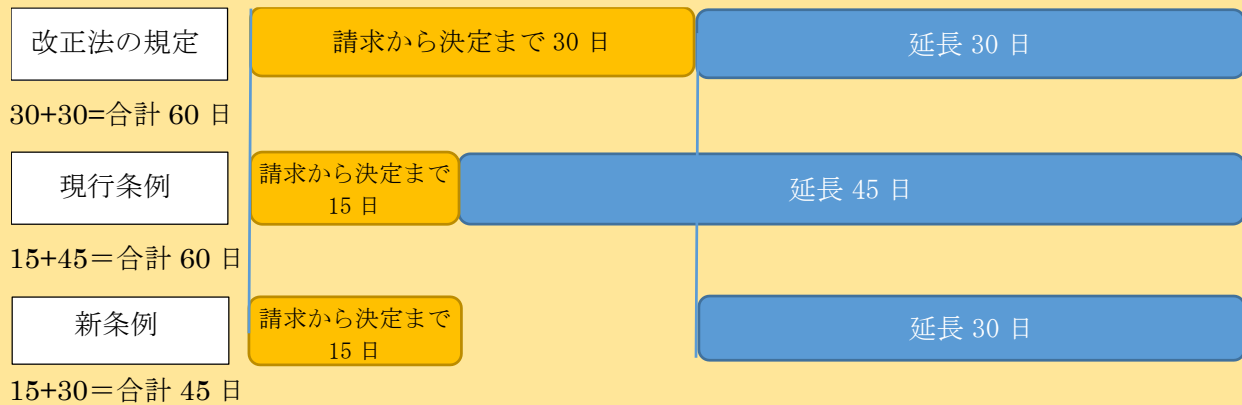 改正法の規定
請求から決定まで 30 日
延長 30 日
30+30=合計 60 日
現行条例
請求から決定まで
15 日
延長 45 日
15+45＝合計 60 日
新条例
請求から決定まで
15 日
延長 30 日
15+30＝合計 45 日